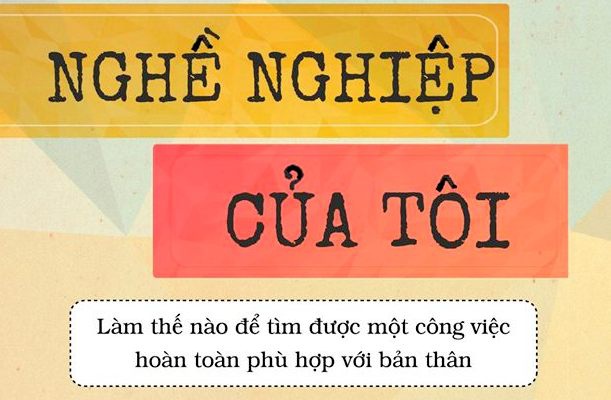 NGHỀ NGHIỆP
CỦA TÔI
Làm thế nào để tìm được một công việc
hoàn toàn phù hợp với bản thân